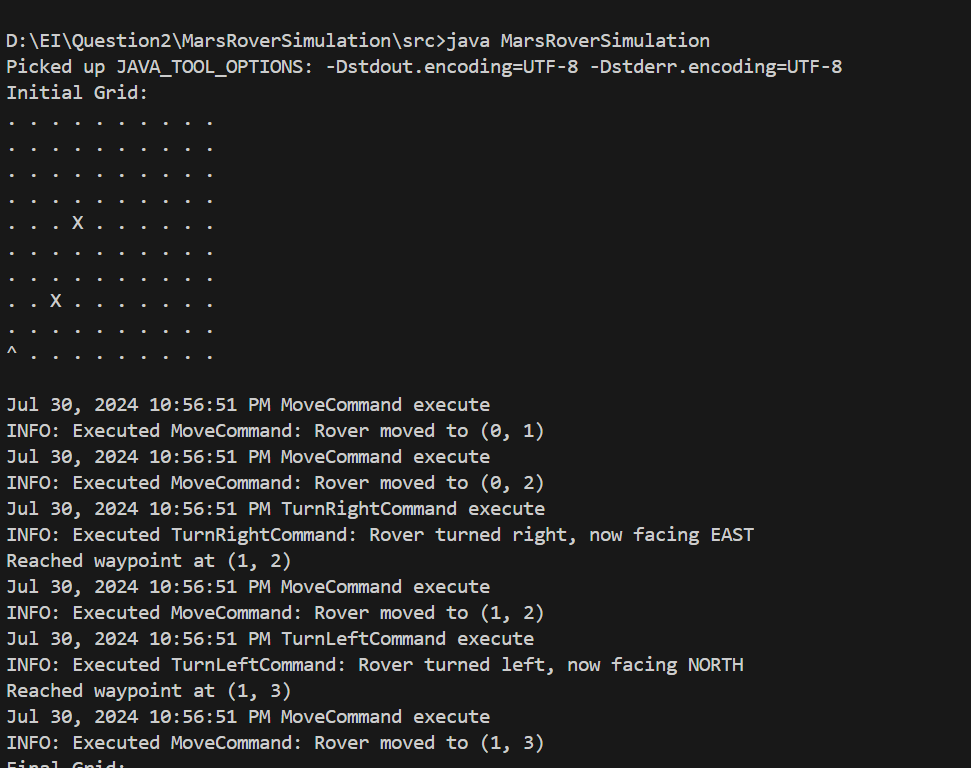 D:\EI\Question2\MarsRoverSimulation\src>java MarsRoverSimulation
Picked up JAVA_TOOL_OPTIONS: -Dstdout.encoding=UTF-8 -Dstderr.encoding=UTF-8
Initial Grid:
. . . . . . . . . .
. . . . . . . . . .
. . . . . . . . . .
. . . . . . . . . .
. . . X . . . . . .
. . . . . . . . . .
. . . . . . . . . .
. . X . . . . . . .
. . . . . . . . . .
^ . . . . . . . . .
Jul 30, 2024 10:56:51 PM MoveCommand execute
INFO: Executed MoveCommand: Rover moved to (0, 1)
Jul 30, 2024 10:56:51 PM MoveCommand execute
INFO: Executed MoveCommand: Rover moved to (0, 2)
Jul 30, 2024 10:56:51 PM TurnRightCommand execute
INFO: Executed TurnRightCommand: Rover turned right, now facing EAST
Reached waypoint at (1, 2)
Jul 30, 2024 10:56:51 PM MoveCommand execute
INFO: Executed MoveCommand: Rover moved to (1, 2)
Jul 30, 2024 10:56:51 PM TurnLeftCommand execute
INFO: Executed TurnLeftCommand: Rover turned left, now facing NORTH
Reached waypoint at (1, 3)
Jul 30, 2024 10:56:51 PM MoveCommand execute
INFO: Executed MoveCommand: Rover moved to (1, 3)
Final Grid: